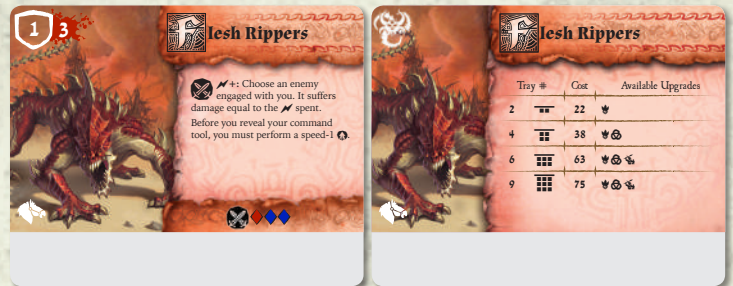 1 3
Flesh Rippers
+: Choose an enemy
engaged with you. It suffers
damage equal to the spent.
Before you reveal your command
tool, you must perform a speed-1 .
Flesh Rippers
Tray # Cost Available Upgrades
2 22
4 38
6 63
9 75